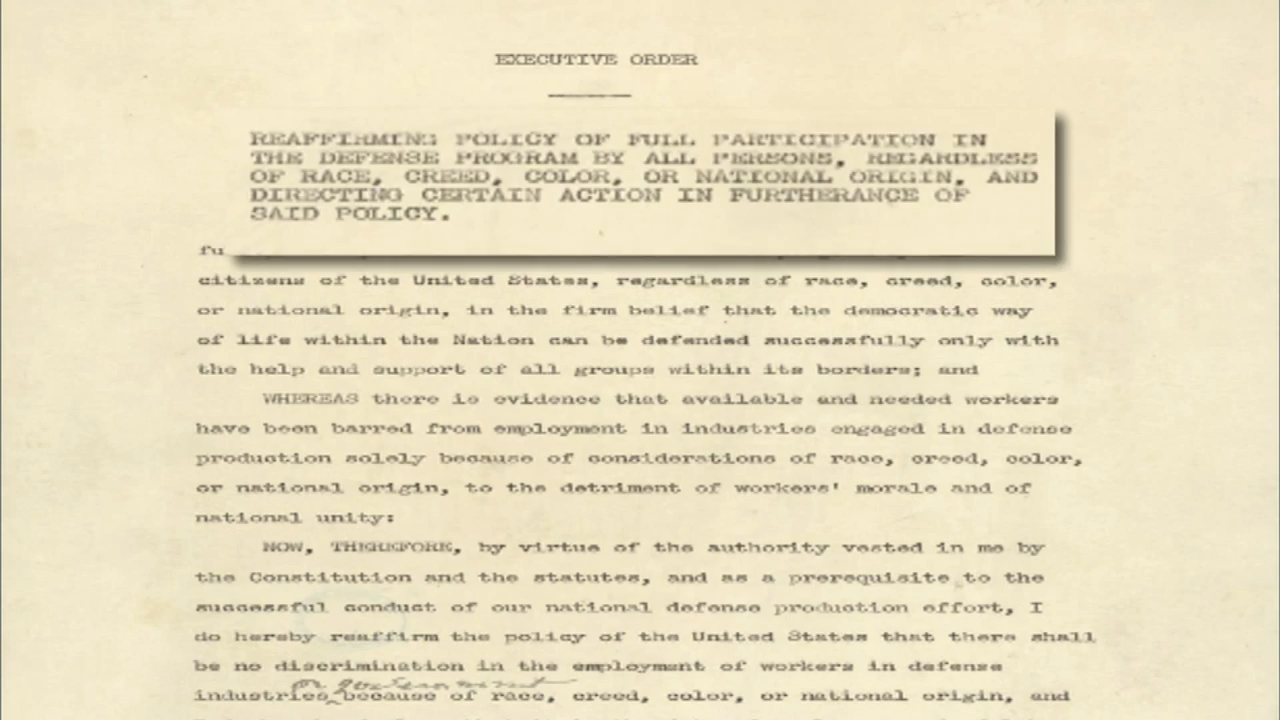 EXECUTIVE ORDER
REAFFIRMING POLICY OF FULL PARTICIPATION IN
THE DEFENSE PROGRAM BY ALL PERSONS, REGARDLESS
OF RACE, CREED, COLOR, OR NATIONAL ORIGIN, AND
DIRECTING CERTAIN ACTION IN FURTHERANCE OF
SAID POLICY.
fu
citizens of the United States, regardless of race, creed, color,
or national origin, in the firm belief that the democratic way
of life within the Nation can be defended successfully only with
the help and support of all groups within its borders; and
WHEREAS there is evidence that available and needed workers
have been barred from employment in industries engaged in defense
production solely because of considerations of race, creed, color,
or national origin, to the detriment of workers' morale and of
national unity:
NOW, THEREFORE, by virtue of the authority vested in me by
the Constitution and the statutes, and as a prerequisite to the
successful conduct of our national defense production effort, I
do hereby reaffirm the policy of the United States that there shall
be no discrimination in the employment of workers in defense
or government
industries because of race, creed, color, or national origin, and